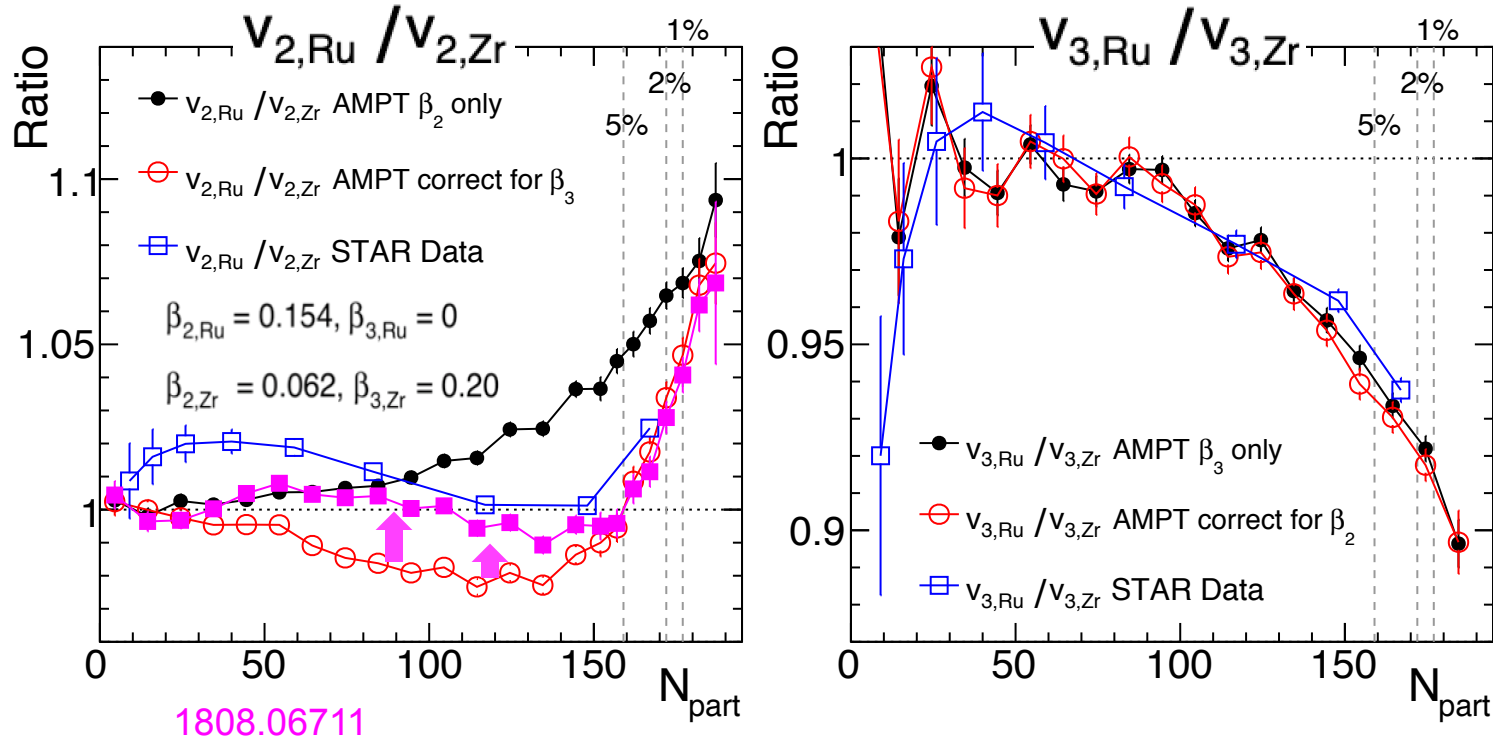 v2,Ru /v2,Zr
1%
2%
5%
Ratio
v2,Ru /v2,Zr AMPT β2 only
v2,Ru /v2,Zr AMPT correct for β3
v2,Ru /v2,Zr STAR Data
β2,Ru = 0.154, β3,Ru = 0
β2,Zr = 0.062, β3,Zr = 0.20
1.1
1.05
1
0 50 100 150
Npart
1808.06711
v3,Ru /v3,Zr
1%
2%
5%
Ratio
1
0.95
0.9
v3,Ru /v3,Zr AMPT β3 only
v3,Ru /v3,Zr AMPT correct for β2
v3,Ru /v3,Zr STAR Data
0 50 100 150
Npart